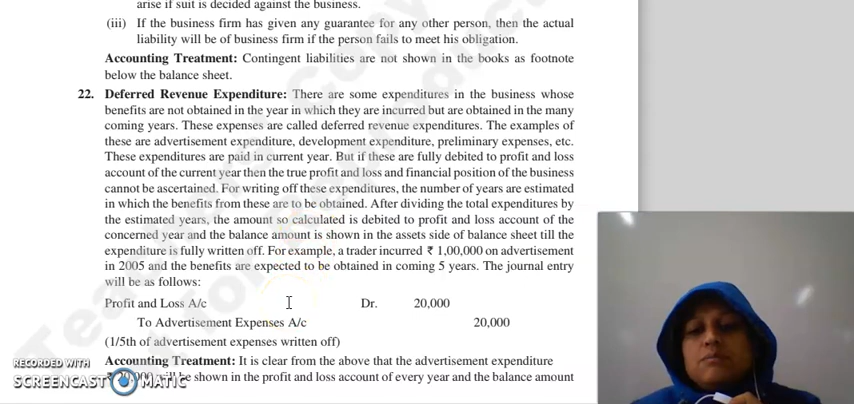 arise if suit is decided against the business.
(iii) If the business firm has given any guarantee for any other person, then the actual
liability will be of business firm if the person fails to meet his obligation.
Accounting Treatment: Contingent liabilities are not shown in the books as footnote
below the balance sheet.
22. Deferred Revenue Expenditure: There are some expenditures in the business whose
benefits are not obtained in the year in which they are incurred but are obtained in the many
coming years. These expenses are called deferred revenue expenditures. The examples of
these are advertisement expenditure, development expenditure, preliminary expenses, etc.
These expenditures are paid in current year. But if these are fully debited to profit and loss
account of the current year then the true profit and loss and financial position of the business
cannot be ascertained. For writing off these expenditures, the number of years are estimated
in which the benefits from these are to be obtained. After dividing the total expenditures by
the estimated years, the amount so calculated is debited to profit and loss account of the
concerned year and the balance amount is shown in the assets side of balance sheet till the
expenditure is fully written off. For example, a trader incurred ₹ 1,00,000 on advertisement
in 2005 and the benefits are expected to be obtained in coming 5 years. The journal entry
will be as follows:
Profit and Loss A/c Dr. 20,000
To Advertisement Expenses A/c 20,000
(1/5th of advertisement expenses written off)
Accounting Treatment: It is clear from the above that the advertisement expenditure
be shown in the profit and loss account of every year and the balance amount
RECORDED WITH
SCREENCAST MATIC